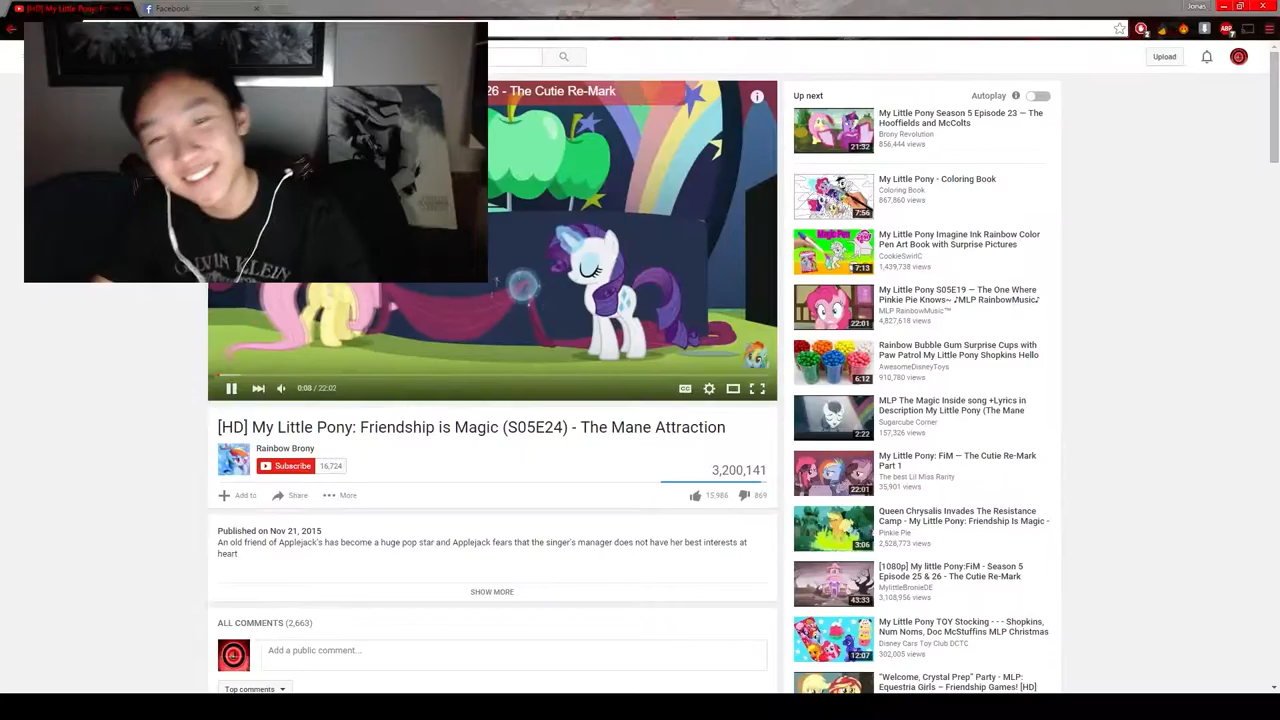 [HD] My Little Pony: Fr
Facebook
Jonas
Upload
26 - The Cutie Re-Mark
CALVIN KLEIN
0:08 / 22:02
[HD] My Little Pony: Friendship is Magic (S05E24) - The Mane Attraction
Rainbow Brony
Subscribe 16,724
3,200,141
Add to Share More
15,986 869
Published on Nov 21, 2015
An old friend of Applejack's has become a huge pop star and Applejack fears that the singer's manager does not have her best interests at
heart
SHOW MORE
ALL COMMENTS (2,663)
Add a public comment...
Top comments
Up next
Autoplay
My Little Pony Season 5 Episode 23 — The
Hooffields and McColts
Brony Revolution
856,444 views
21:32
My Little Pony - Coloring Book
Coloring Book
867,860 views
7:56
My Little Pony Imagine Ink Rainbow Color
Pen Art Book with Surprise Pictures
CookieSwirlC
1,439,738 views
7:13
My Little Pony S05E19 — The One Where
Pinkie Pie Knows~ ♪MLP RainbowMusic♪
MLP RainbowMusic™
4,827,618 views
22:01
Rainbow Bubble Gum Surprise Cups with
Paw Patrol My Little Pony Shopkins Hello
AwesomeDisneyToys
910,780 views
6:12
MLP The Magic Inside song +Lyrics in
Description My Little Pony (The Mane
Sugarcube Corner
157,326 views
2:22
My Little Pony: FiM — The Cutie Re-Mark
Part 1
The best Lil Miss Rarity
35,901 views
22:01
Queen Chrysalis Invades The Resistance
Camp - My Little Pony: Friendship Is Magic -
Pinkie Pie
2,528,773 views
3:06
[1080p] My little Pony:FiM - Season 5
Episode 25 & 26 - The Cutie Re-Mark
MylittleBronieDE
3,108,956 views
43:33
My Little Pony TOY Stocking - - - Shopkins,
Num Noms, Doc McStuffins MLP Christmas
Disney Cars Toy Club DCTC
302,005 views
12:07
"Welcome, Crystal Prep" Party - MLP:
Equestria Girls – Friendship Games! [HD]